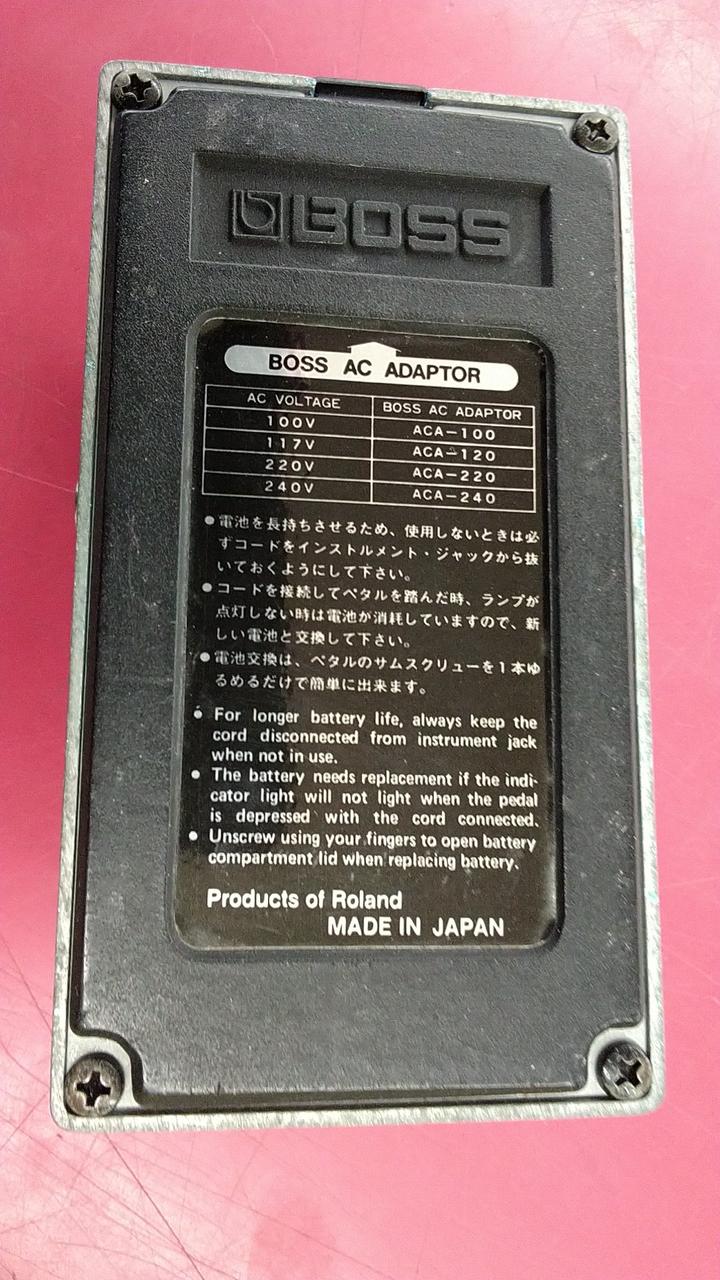 BOSS
BOSS AC ADAPTOR
AC VOLTAGE BOSS AC ADAPTOR
100V ACA-100
117V ACA-120
220V ACA-220
240V ACA-240
●電池を長持ちさせるため、使用しないときは必
ずコードをインストルメント・ジャックから抜
いておくようにして下さい。
●コードを接続してペタルを踏んだ時、ランプが
点灯しない時は電池が消耗していますので、新
しい電池と交換して下さい。
●電池交換は、ペタルのサムスクリューを1本ゆ
るめるだけで簡単に出来ます。
● For longer battery life, always keep the
cord disconnected from instrument jack
when not in use.
● The battery needs replacement if the indi-
cator light will not light when the pedal
is depressed with the cord connected.
● Unscrew using your fingers to open battery
compartment lid when replacing battery.
Products of Roland
MADE IN JAPAN